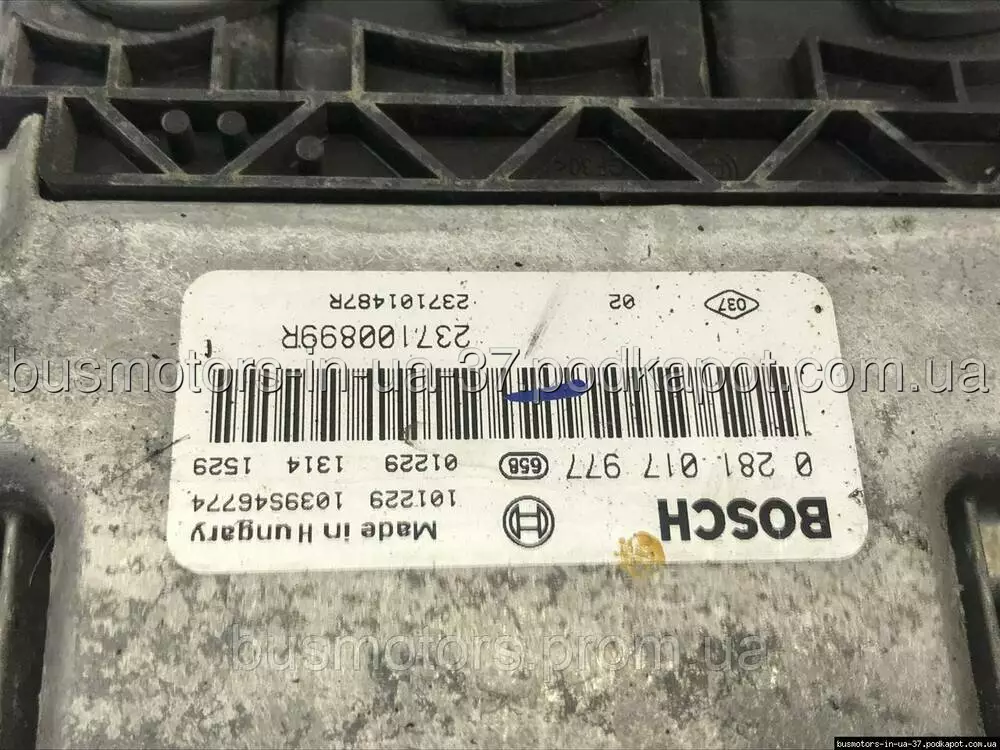 BOSCH
Made in Hungary
101229 1039S46774
0 281 017 977 65B 01229 1314 1529
237100899R
037 02 237101487R
busmotors-in-ua-37.podkapot.com.ua
busmotors.prom.ua
busmotors-in-ua-37.podkapot.com.ua